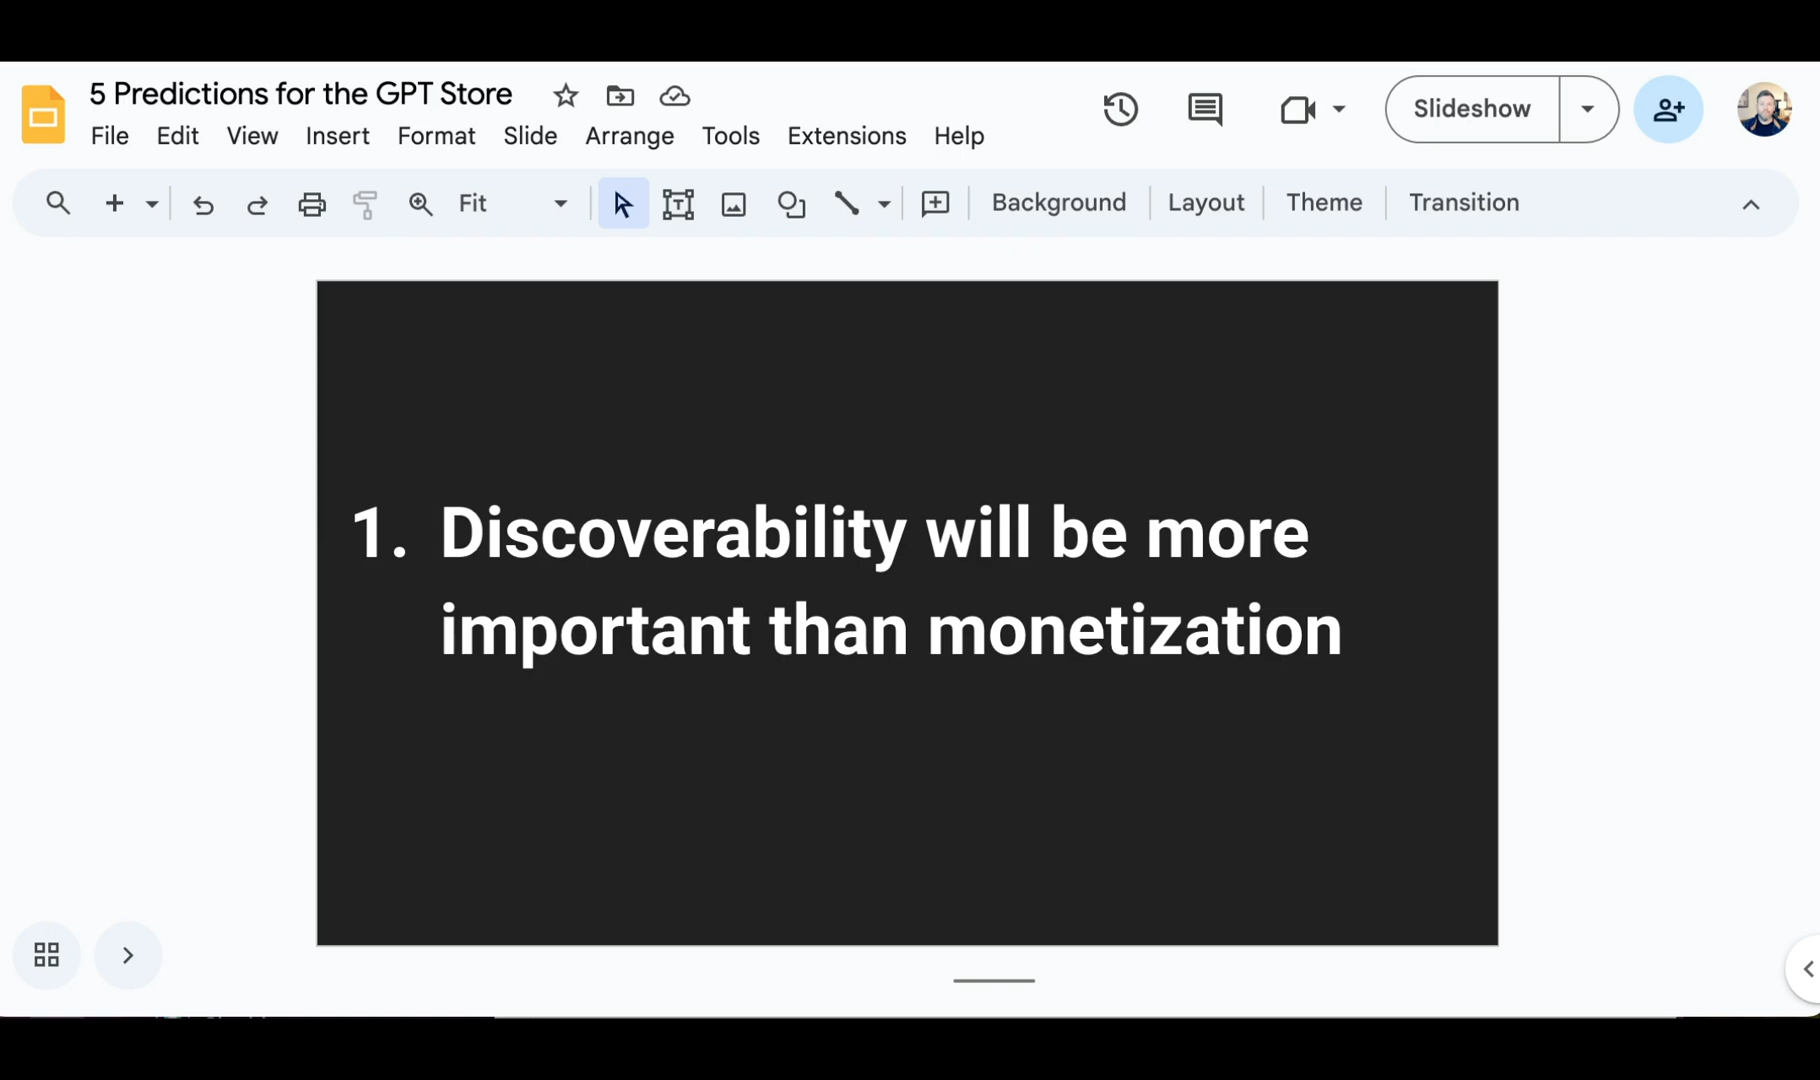 5 Predictions for the GPT Store
File Edit View Insert Format Slide Arrange Tools Extensions Help
Slideshow
Fit Background Layout Theme Transition
1. Discoverability will be more
important than monetization